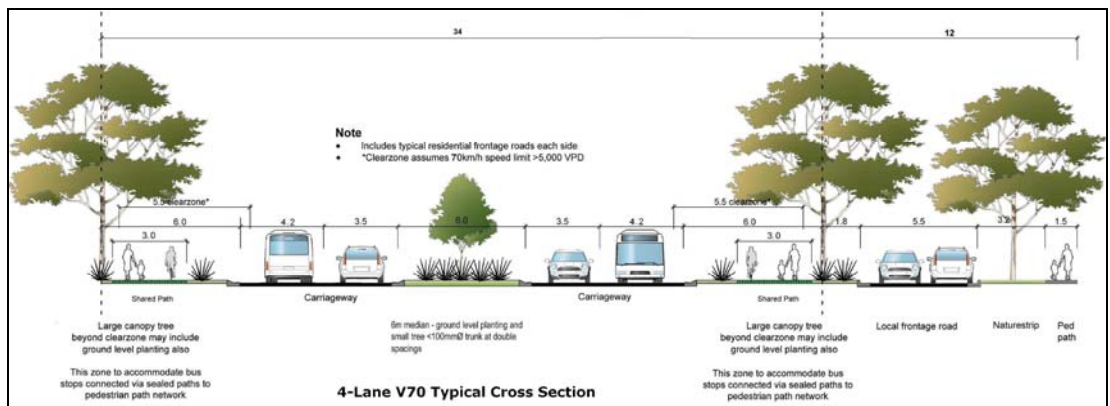 34
12
Note
• Includes typical residential frontage roads each side
• *Clearzone assumes 70km/h speed limit >5,000 VPD
5.5 clearzone*
5.5 clearzone*
6.0
4.2
3.5
6.0
3.5
4.2
6.0
1.8
5.5
3.2
1.5
3.0
3.0
Shared Path
Carriageway
Carriageway
Shared Path
Large canopy tree
beyond clearzone may include
ground level planting also
6m median - ground level planting and
small tree <100mmØ trunk at double
spacings
Large canopy tree
beyond clearzone may include
ground level planting also
Local frontage road
Naturestrip
Ped
path
This zone to accommodate bus
stops connected via sealed paths to
pedestrian path network
This zone to accommodate bus
stops connected via sealed paths to
pedestrian path network
4-Lane V70 Typical Cross Section